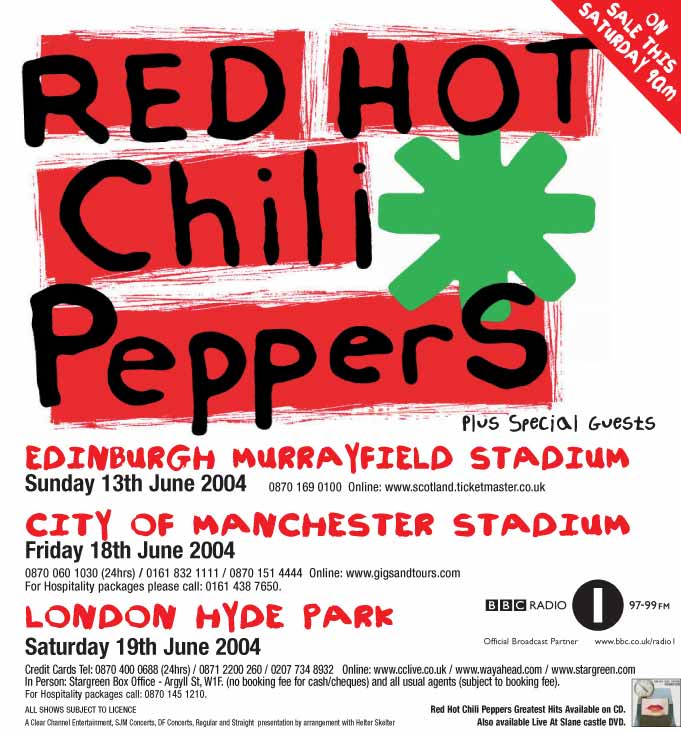 ON
SALE THIS
SATURDAY 9am
RED HOT
Chili
PepperS
Plus Special Guests
EDINBURGH MURRAYFIELD STADIUM
Sunday 13th June 2004 0870 169 0100 Online: www.scotland.ticketmaster.co.uk
CITY OF MANCHESTER STADIUM
Friday 18th June 2004
0870 060 1030 (24hrs) / 0161 832 1111 / 0870 151 4444 Online: www.gigsandtours.com
For Hospitality packages please call: 0161 438 7650.
LONDON HYDE PARK
Saturday 19th June 2004
BBC RADIO 1 97-99 FM
Official Broadcast Partner www.bbc.co.uk/radio1
Credit Cards Tel: 0870 400 0688 (24hrs) / 0871 2200 260 / 0207 734 8932 Online: www.cclive.co.uk / www.wayahead.com / www.stargreen.com
In Person: Stargreen Box Office - Argyll St, W1F. (no booking fee for cash/cheques) and all usual agents (subject to booking fee).
For Hospitality packages call: 0870 145 1210.
ALL SHOWS SUBJECT TO LICENCE
A Clear Channel Entertainment, SJM Concerts, DF Concerts, Regular and Straight presentation by arrangement with Helter Skelter
Red Hot Chili Peppers Greatest Hits Available on CD.
Also available Live At Slane castle DVD.